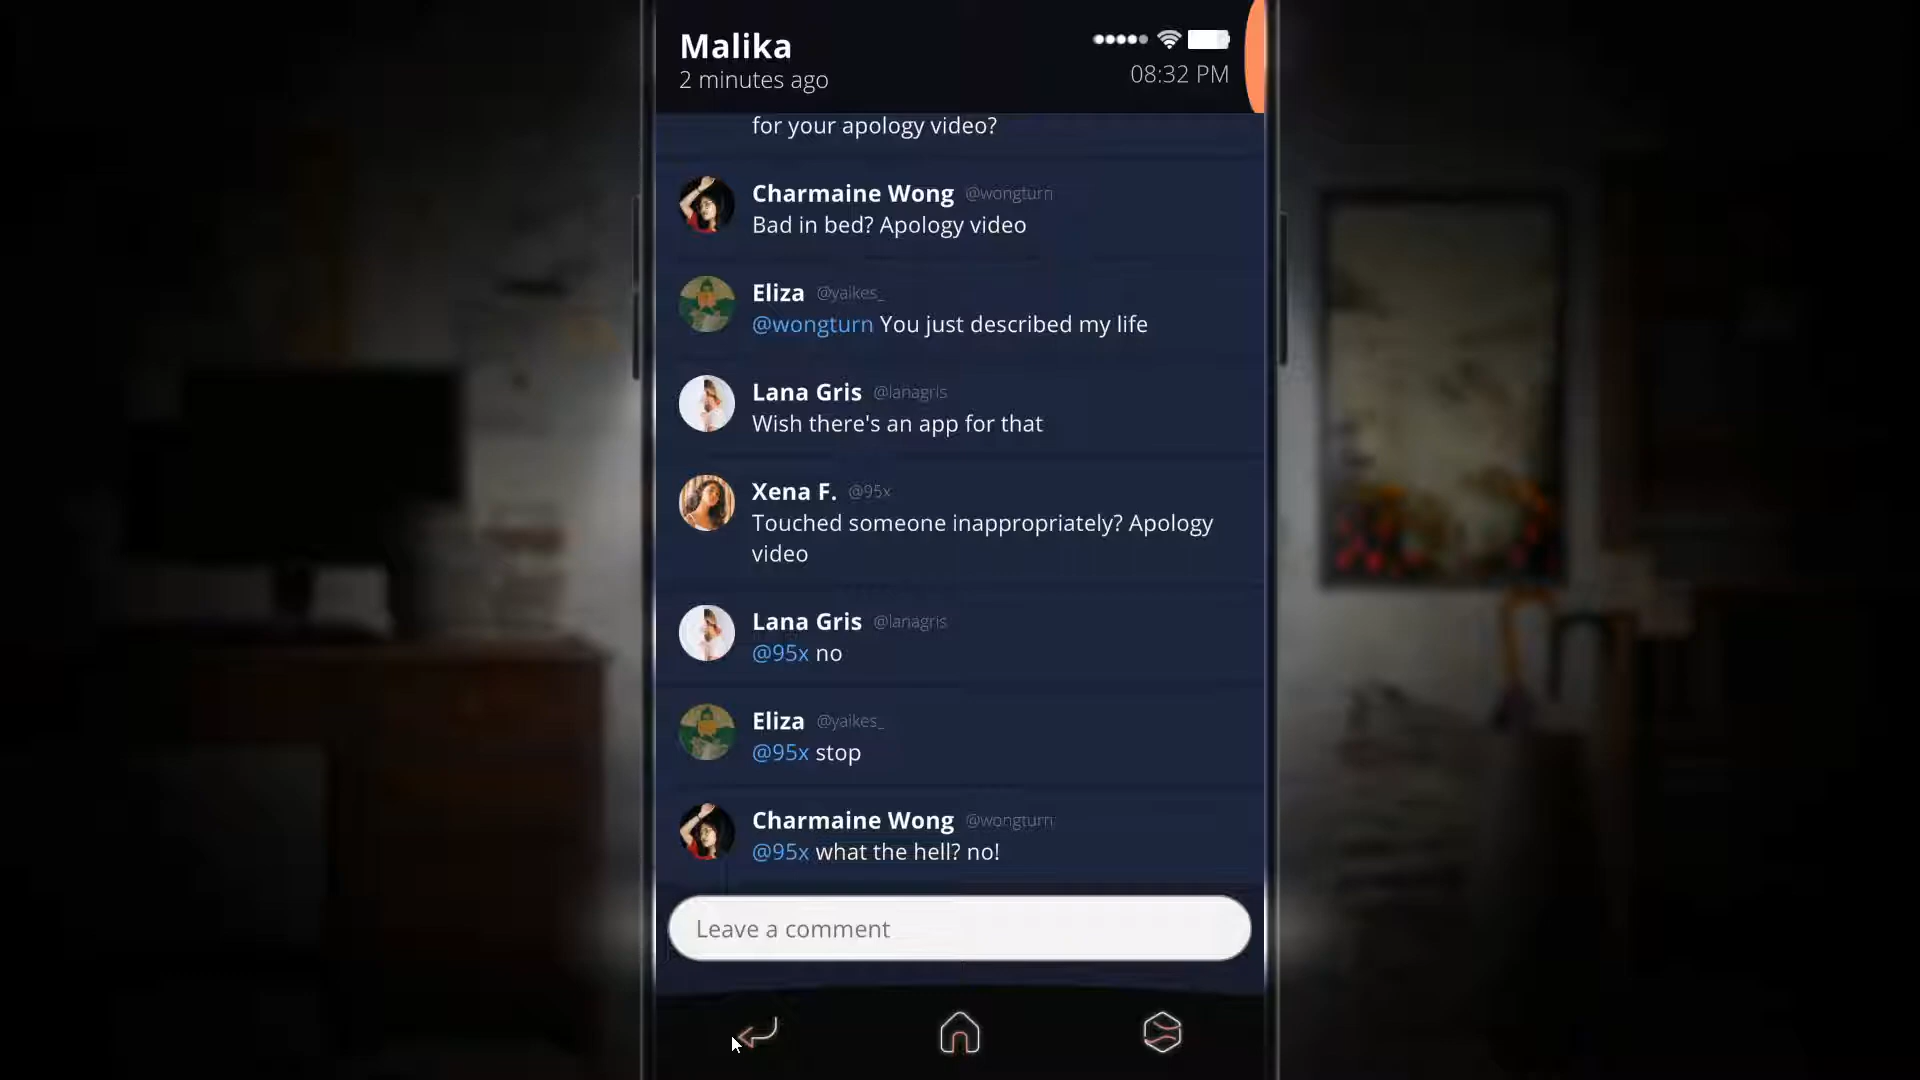 Malika
2 minutes ago
08:32 PM
for your apology video?
Charmaine Wong @wongturn
Bad in bed? Apology video
Eliza @yaikes_
@wongturn You just described my life
Lana Gris @lanagris
Wish there's an app for that
Xena F. @95x
Touched someone inappropriately? Apology
video
Lana Gris @lanagris
@95x no
Eliza @yaikes_
@95x stop
Charmaine Wong @wongturn
@95x what the hell? no!
Leave a comment